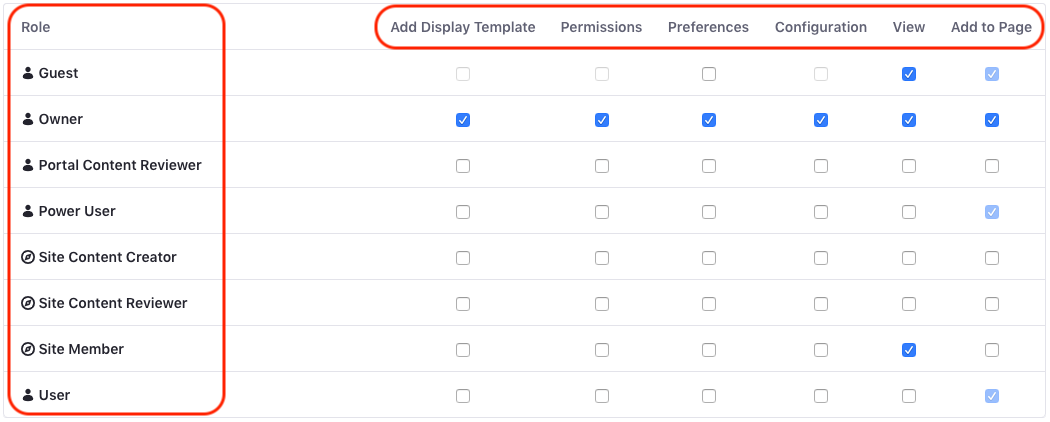 Role Add Display Template Permissions Preferences Configuration View Add to Page
Guest
Owner
Portal Content Reviewer
Power User
Site Content Creator
Site Content Reviewer
Site Member
User